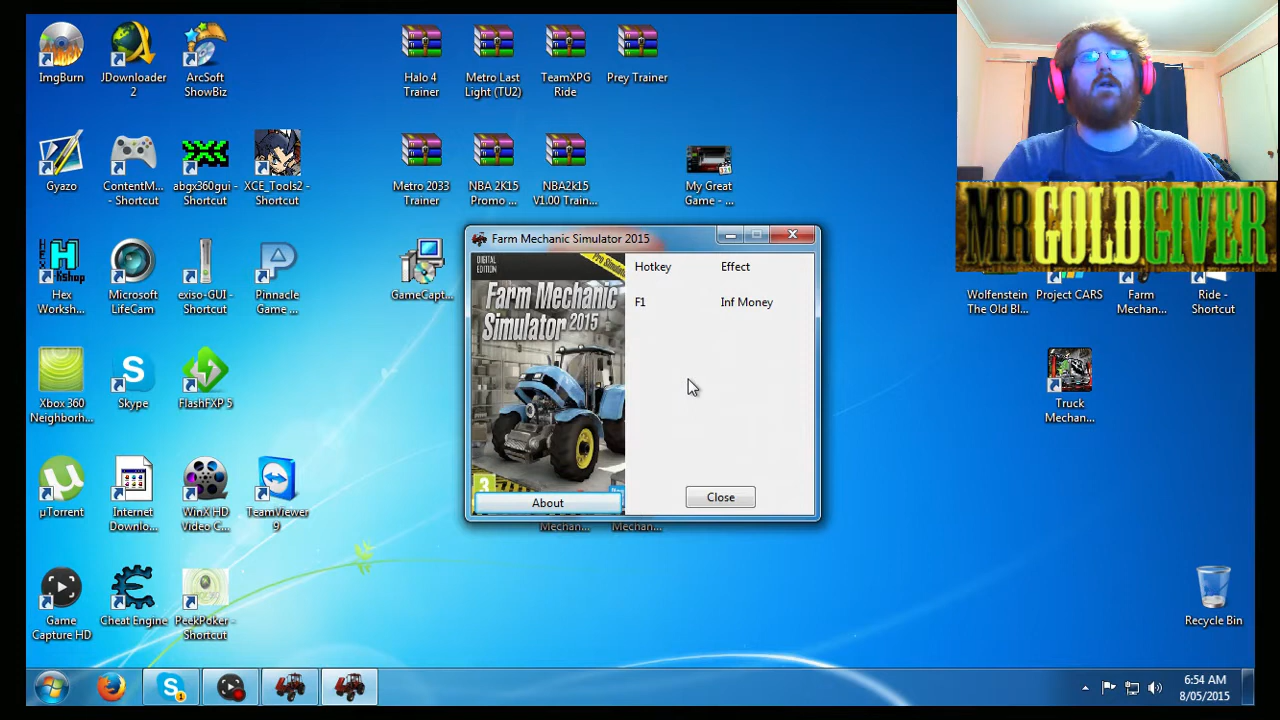 ImgBurn
JDownloader
2
ArcSoft
ShowBiz
Halo 4
Trainer
Metro Last
Light (TU2)
TeamXPG
Ride
Prey Trainer
Gyazo
ContentM...
- Shortcut
abgx360gui -
Shortcut
XCE_Tools2 -
Shortcut
Metro 2033
Trainer
NBA 2K15
Promo ...
NBA2k15
V1.00 Train...
My Great
Game - ...
MRGOLDGIVER
Hex
Worksh...
Microsoft
LifeCam
exiso-GUI -
Shortcut
Pinnacle
Game ...
GameCapt...
Farm Mechanic Simulator 2015
DIGITAL
EDITION
Farm Mechanic
Simulator 2015
Hotkey
Effect
F1
Inf Money
About
Close
Mechan...
Mechan...
Wolfenstein
The Old Bl...
Project CARS
Farm
Mechan...
Ride -
Shortcut
Truck
Mechan...
Xbox 360
Neighborh...
Skype
FlashFXP 5
µTorrent
Internet
Downlo...
WinX HD
Video C...
TeamViewer
9
Game
Capture HD
Cheat Engine
PeekPoker -
Shortcut
Recycle Bin
6:54 AM
8/05/2015